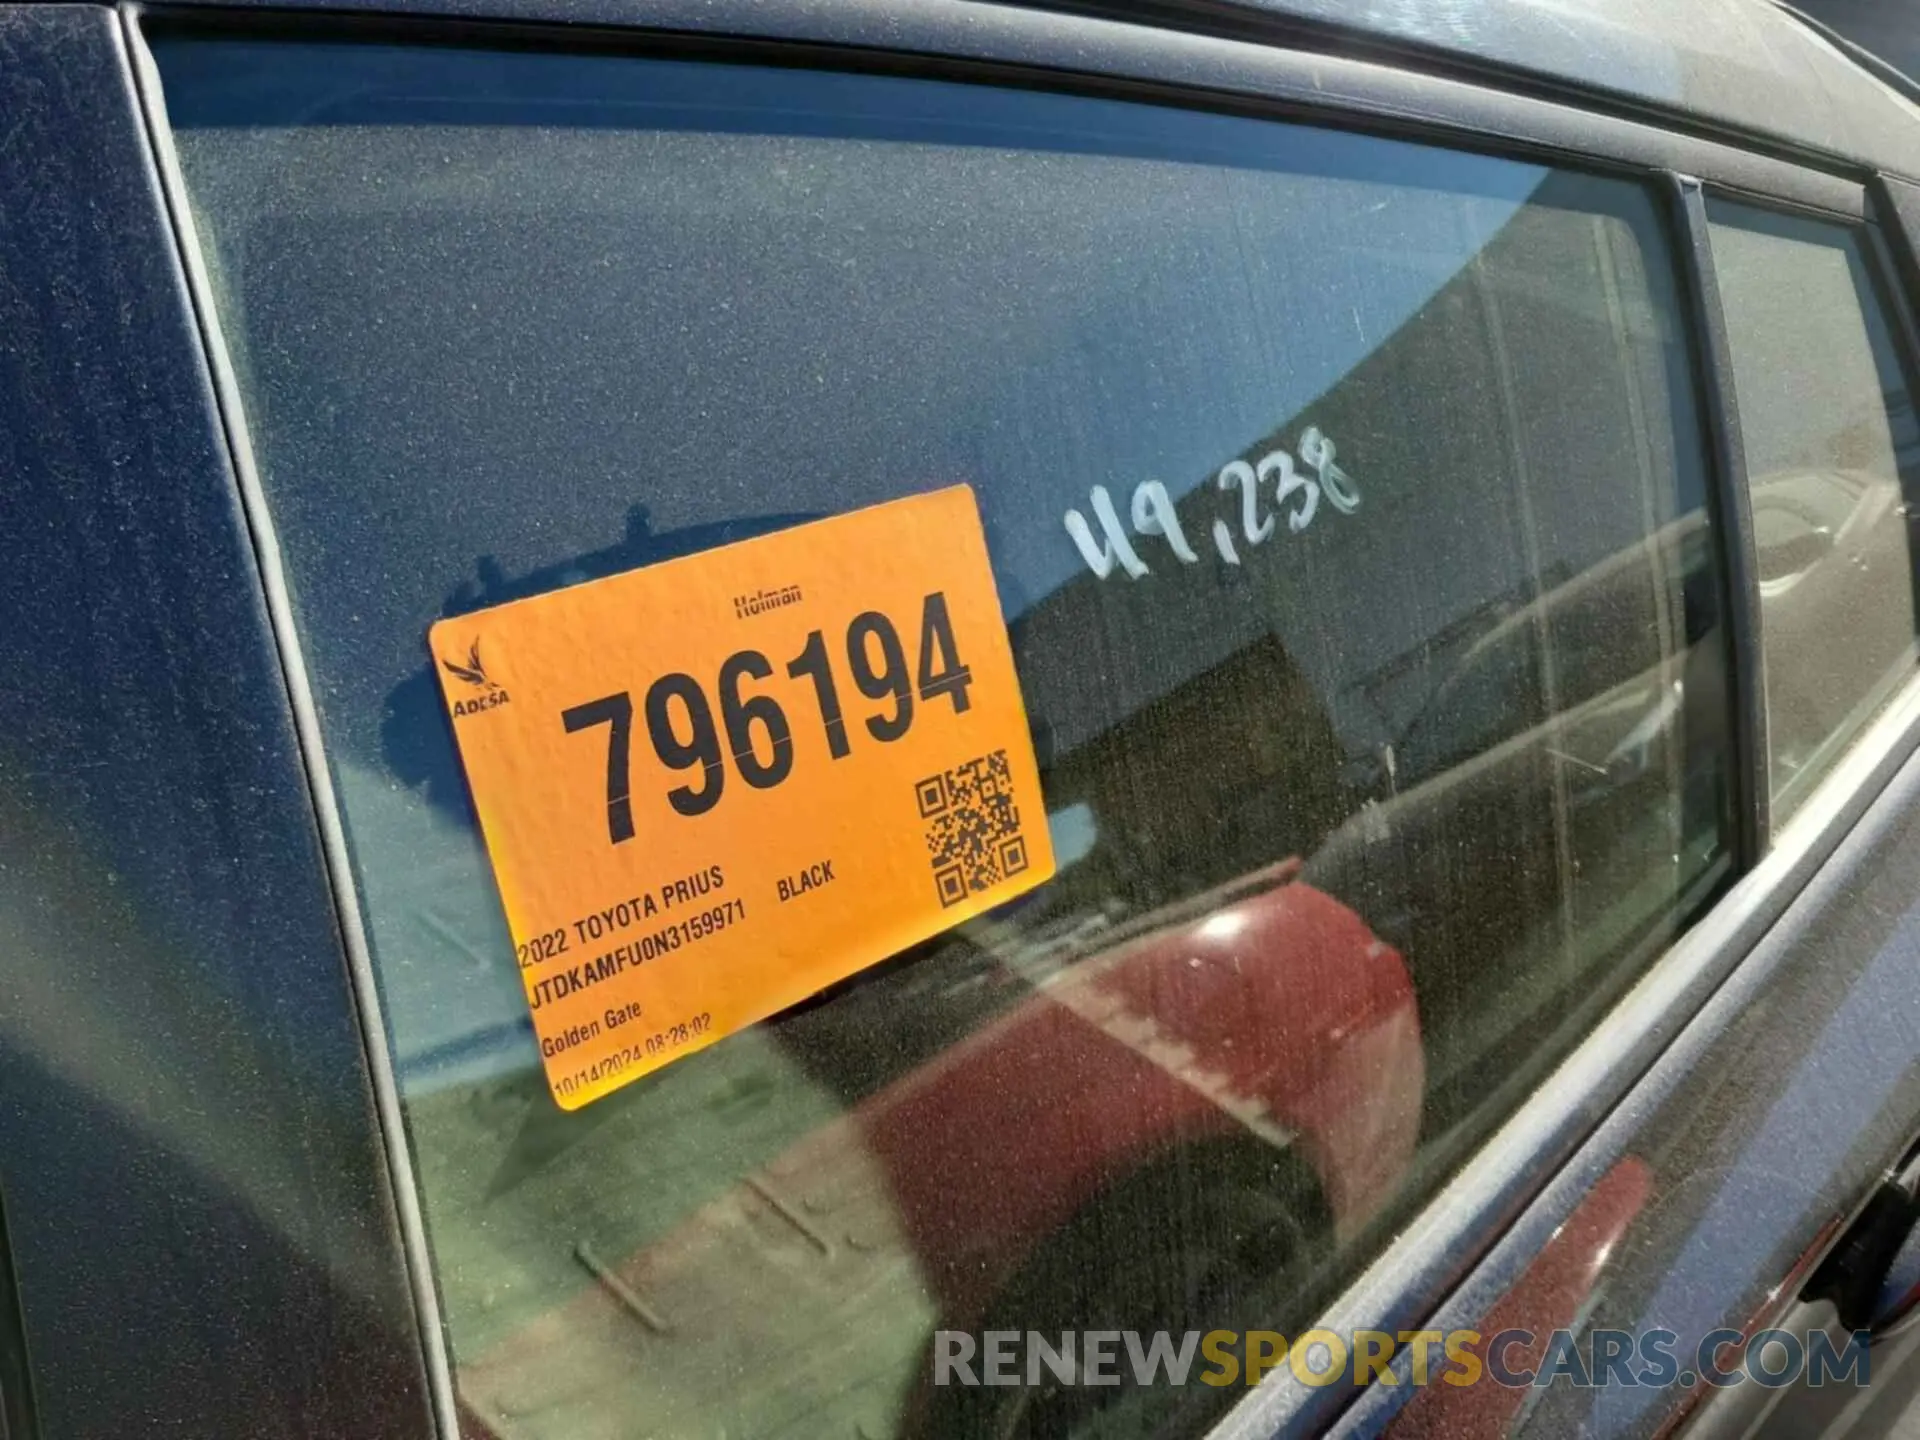 49,238
Holman
ADESA
796194
2022 TOYOTA PRIUS
JTDKAMFU0N3159971 BLACK
Golden Gate
10/14/2024 08:28:02
RENEWSPORTSCARS.COM